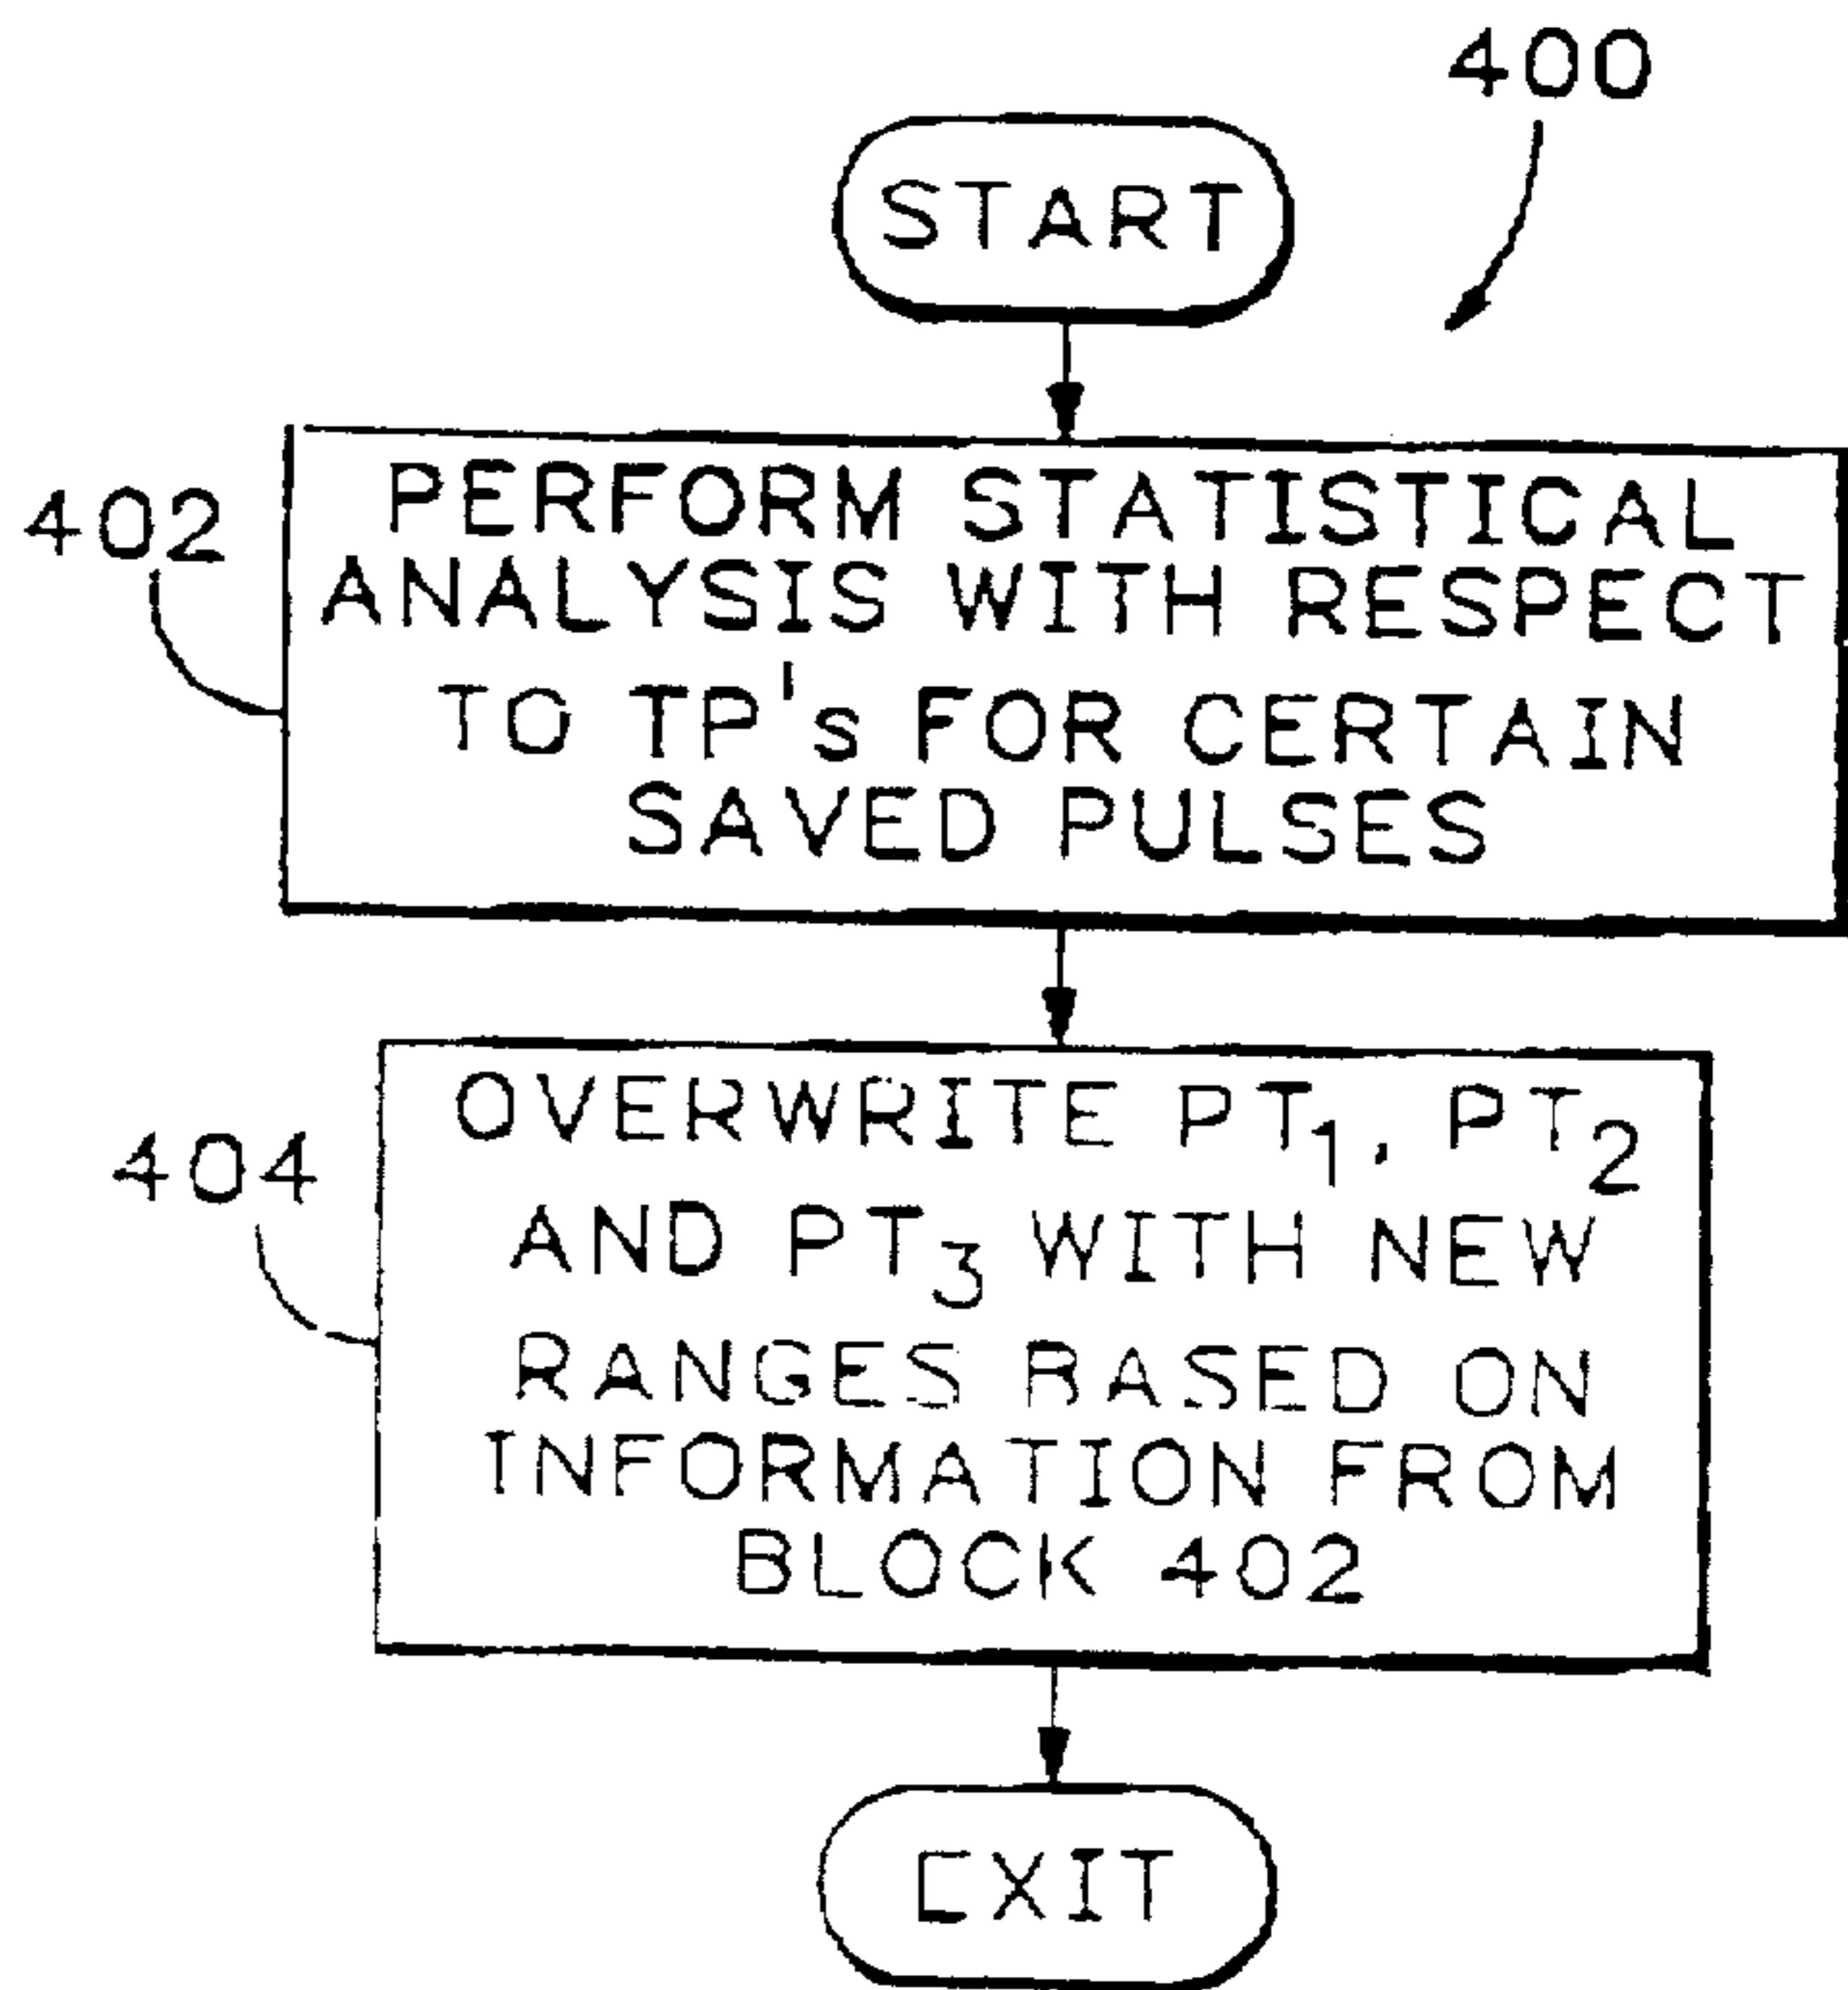 400
START
402
PERFORM STATISTICAL
ANALYSIS WITH RESPECT
TO TP's FOR CERTAIN
SAVED PULSES
404
OVERWRITE PT₁, PT₂
AND PT₃ WITH NEW
RANGES BASED ON
INFORMATION FROM
BLOCK 402
EXIT